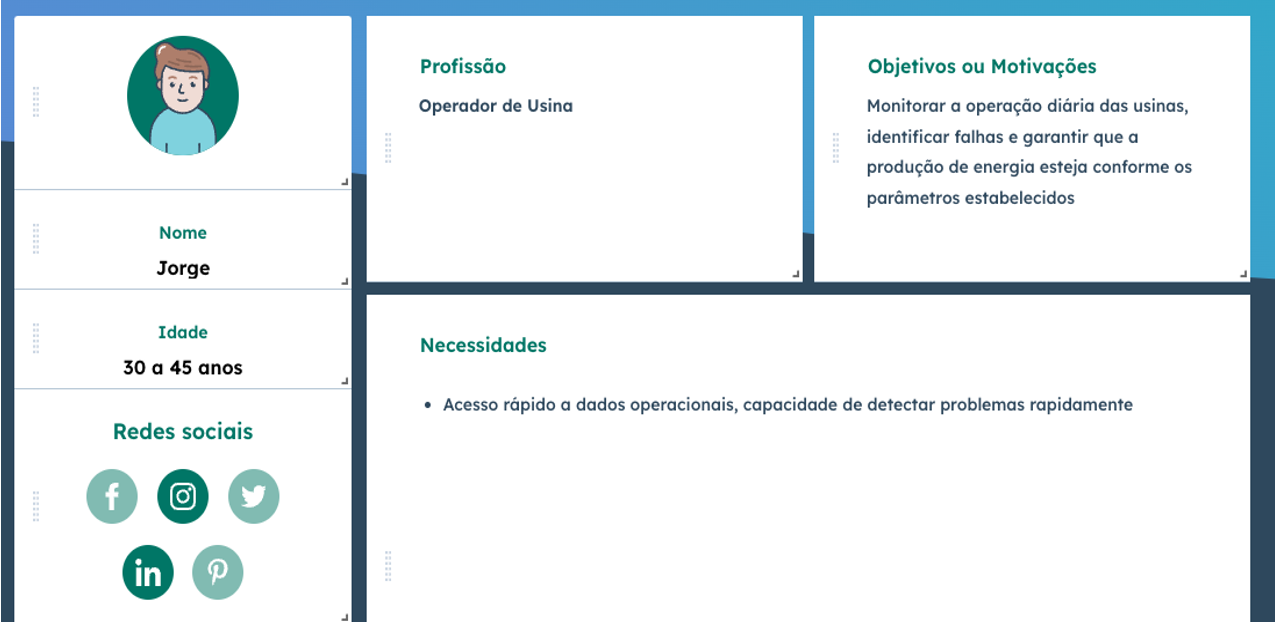 Nome
Jorge
Idade
30 a 45 anos
Redes sociais
Profissão
Operador de Usina
Objetivos ou Motivações
Monitorar a operação diária das usinas,
identificar falhas e garantir que a
produção de energia esteja conforme os
parâmetros estabelecidos
Necessidades
• Acesso rápido a dados operacionais, capacidade de detectar problemas rapidamente